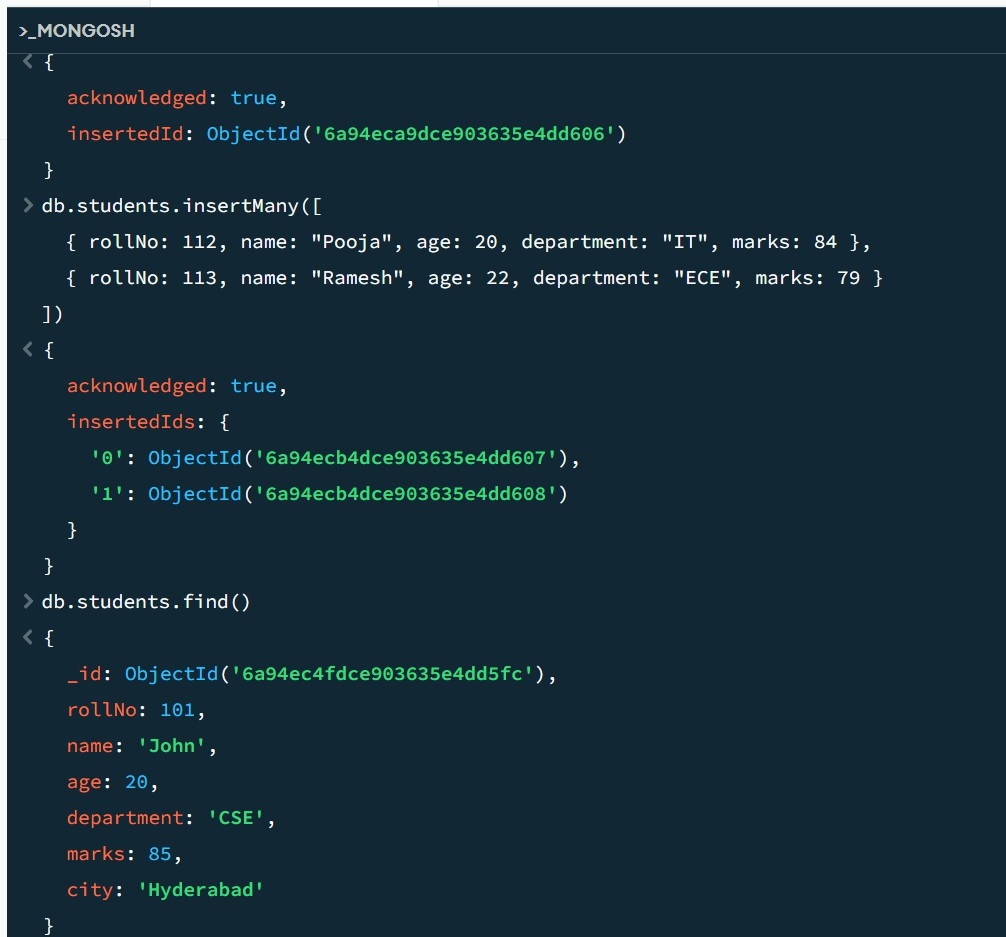 >_MONGOSH
< {
acknowledged: true,
insertedId: ObjectId('6a94eca9dce903635e4dd606')
}
> db.students.insertMany([
{ rollNo: 112, name: "Pooja", age: 20, department: "IT", marks: 84 },
{ rollNo: 113, name: "Ramesh", age: 22, department: "ECE", marks: 79 }
])
< {
acknowledged: true,
insertedIds: {
'0': ObjectId('6a94ecb4dce903635e4dd607'),
'1': ObjectId('6a94ecb4dce903635e4dd608')
}
}
> db.students.find()
< {
_id: ObjectId('6a94ec4fdce903635e4dd5fc'),
rollNo: 101,
name: 'John',
age: 20,
department: 'CSE',
marks: 85,
city: 'Hyderabad'
}